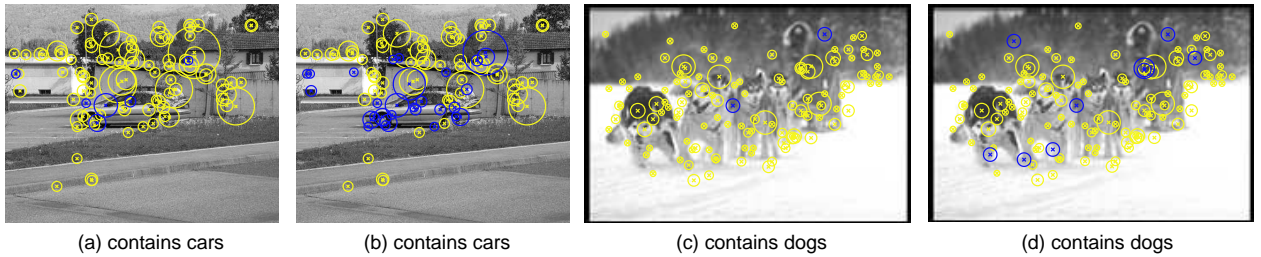 (a) contains cars
(b) contains cars
(c) contains dogs
(d) contains dogs